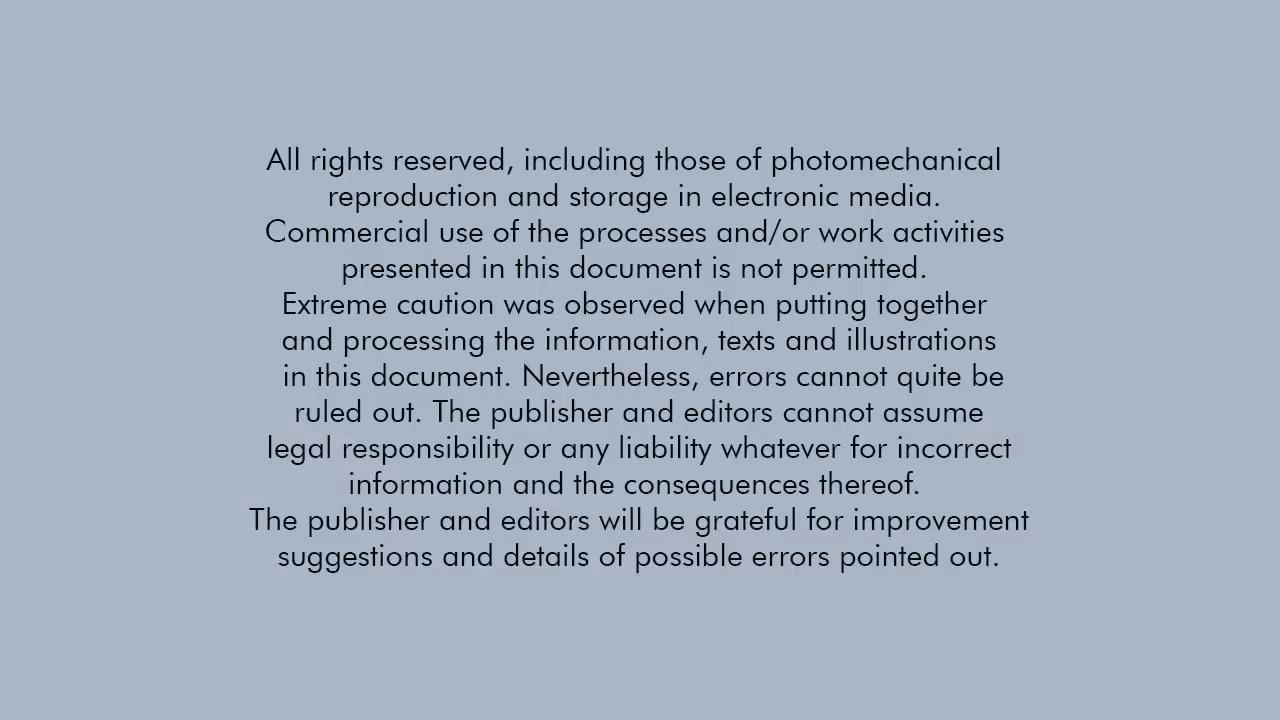 All rights reserved, including those of photomechanical
reproduction and storage in electronic media.
Commercial use of the processes and/or work activities
presented in this document is not permitted.
Extreme caution was observed when putting together
and processing the information, texts and illustrations
in this document. Nevertheless, errors cannot quite be
ruled out. The publisher and editors cannot assume
legal responsibility or any liability whatever for incorrect
information and the consequences thereof.
The publisher and editors will be grateful for improvement
suggestions and details of possible errors pointed out.